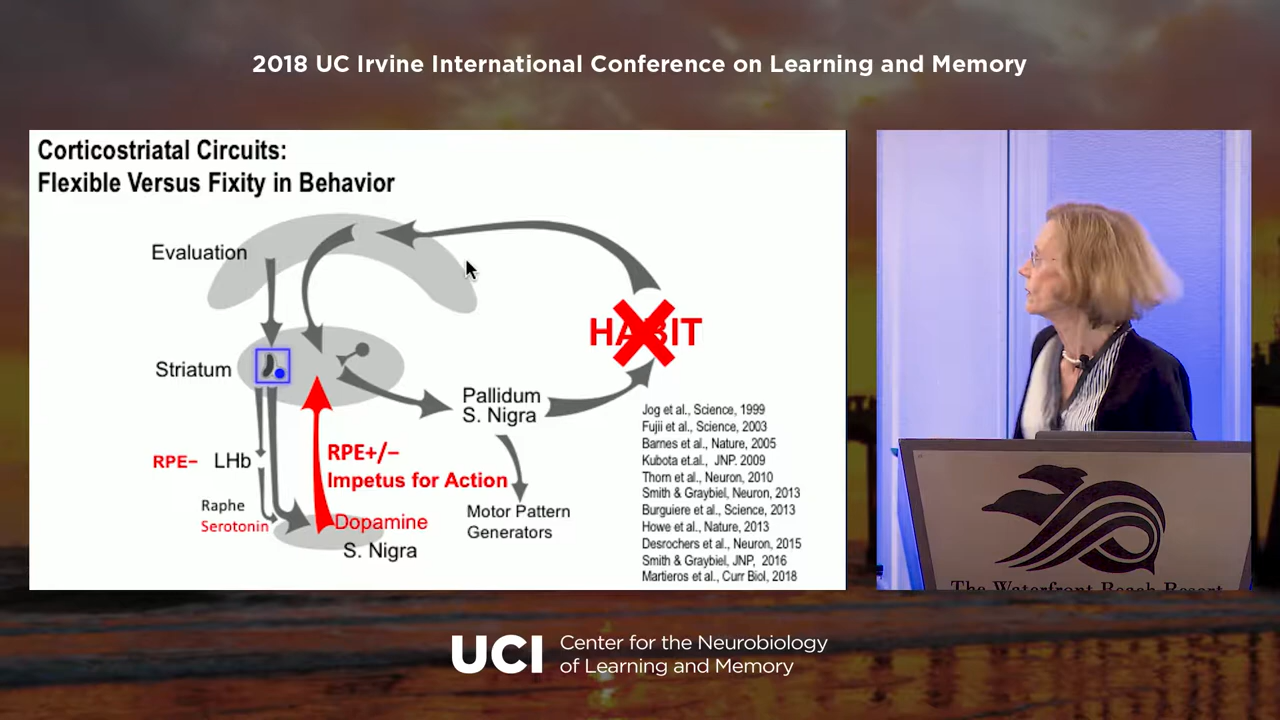 2018 UC Irvine International Conference on Learning and Memory
Corticostriatal Circuits:
Flexible Versus Fixity in Behavior
Evaluation
Striatum
HABIT
Pallidum
S. Nigra
RPE+/−
Impetus for Action
RPE− LHb
Raphe
Serotonin
Dopamine
S. Nigra
Motor Pattern
Generators
Jog et al., Science, 1999
Fujii et al., Science, 2003
Barnes et al., Nature, 2005
Kubota et.al., JNP. 2009
Thorn et al., Neuron, 2010
Smith & Graybiel, Neuron, 2013
Burguiere et al., Science, 2013
Howe et al., Nature, 2013
Desrochers et al., Neuron, 2015
Smith & Graybiel, JNP, 2016
Martieros et al., Curr Biol, 2018
The Waterfront Beach Resort
UCI Center for the Neurobiology
of Learning and Memory